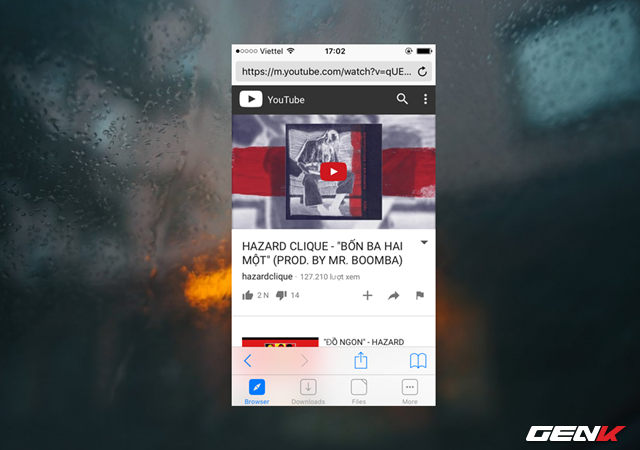 Viettel 17:02
https://m.youtube.com/watch?v=qUE...
YouTube
HAZARD CLIQUE - "BỐN BA HAI
MỘT" (PROD. BY MR. BOOMBA)
hazardclique · 127.210 lượt xem
2 N 14
"ĐỒ NGON" - HAZARD
Browser Downloads Files More
GENK